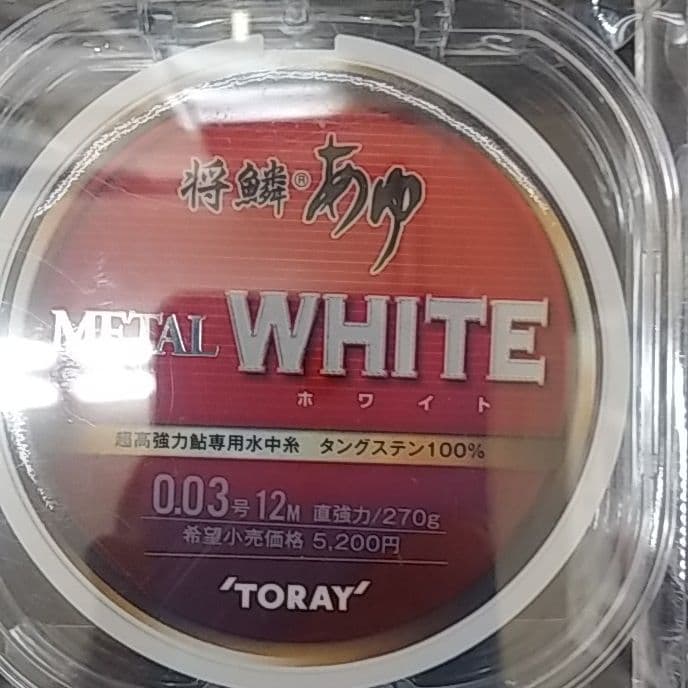 将鱗®あゆ
METAL WHITE
ホワイト
超高強力鮎専用水中糸 タングステン100%
0.03号 12M 直強力/270g
希望小売価格 5,200円
'TORAY'